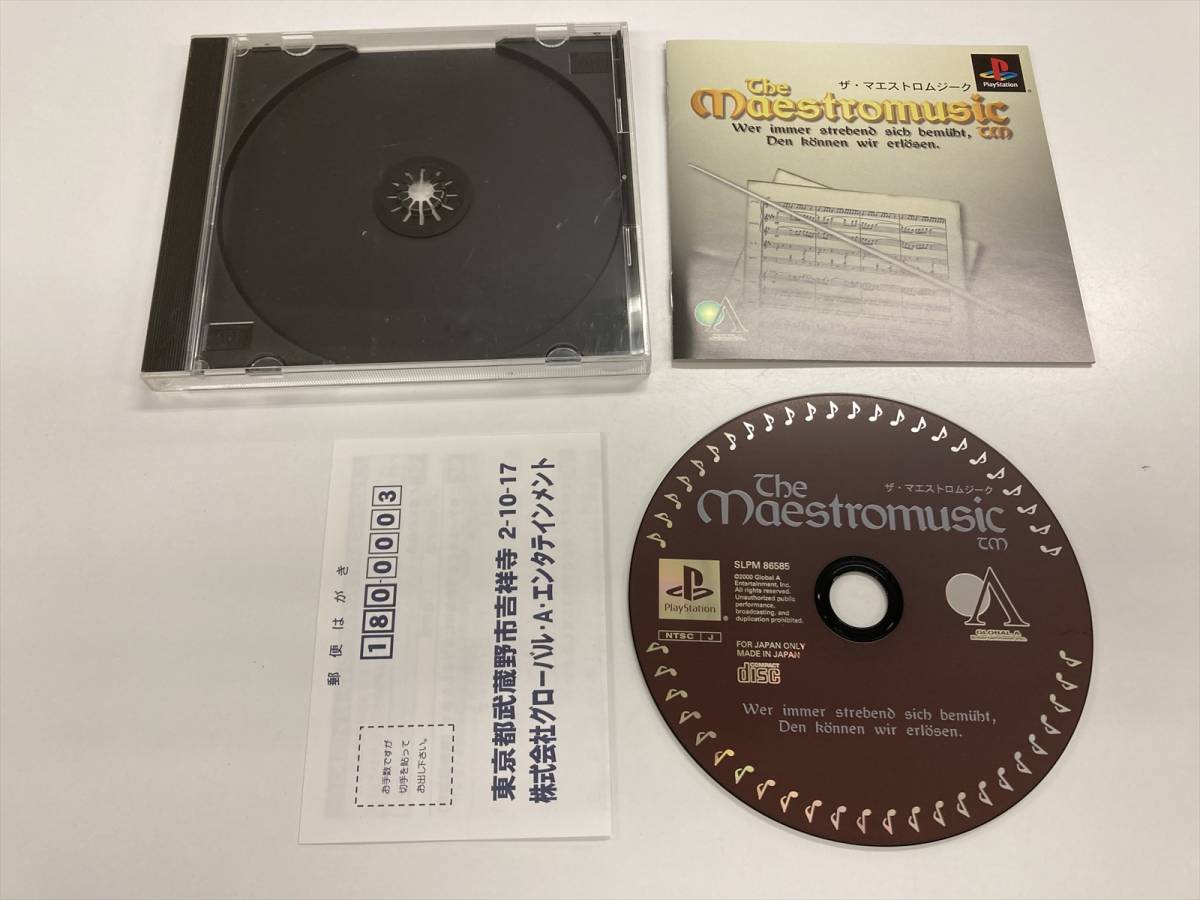 ザ・マエストロムジーク
PlayStation
The
Maestromusic
TM
Wer immer strebend sich bemüht,
Den können wir erlösen.
郵便はがき
180-0003
東京都武蔵野市吉祥寺 2-10-17
株式会社グローバル・A・エンタテインメント
お手数ですが
切手を貼って
お出し下さい。
The
ザ・マエストロムジーク
Maestromusic
TM
SLPM 86585
©2000 Global A
Entertainment, Inc.
All rights reserved.
Unauthorized public
performance,
broadcasting, and
duplication prohibited.
PlayStation
NTSC J
FOR JAPAN ONLY
MADE IN JAPAN
COMPACT
disc
GLOBAL A
Wer immer strebend sich bemüht,
Den können wir erlösen.